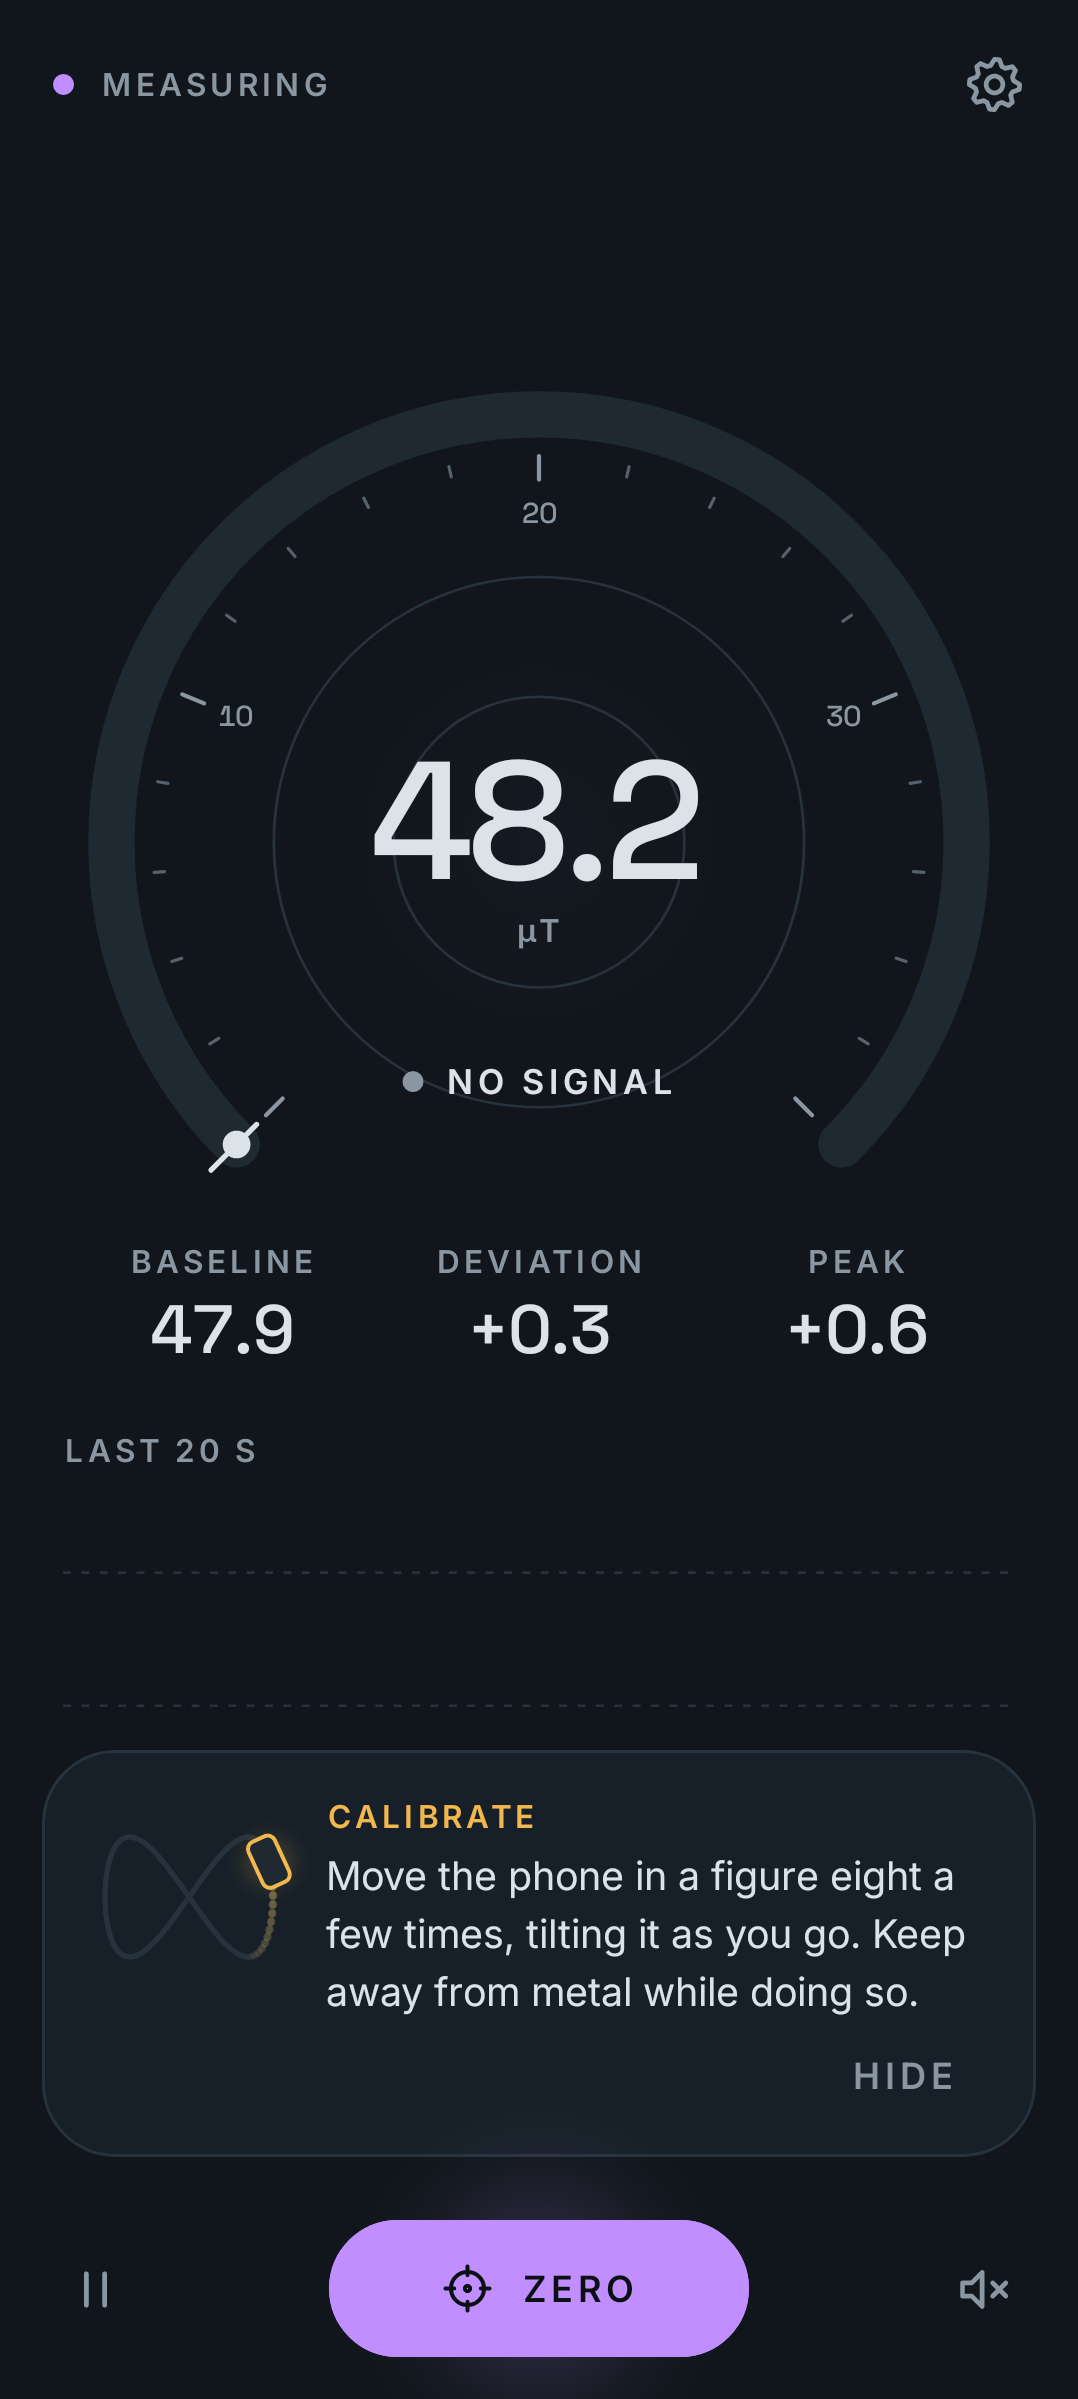 MEASURING
20
10
30
48.2
µT
NO SIGNAL
BASELINE DEVIATION PEAK
47.9 +0.3 +0.6
LAST 20 S
CALIBRATE
Move the phone in a figure eight a
few times, tilting it as you go. Keep
away from metal while doing so.
HIDE
ZERO